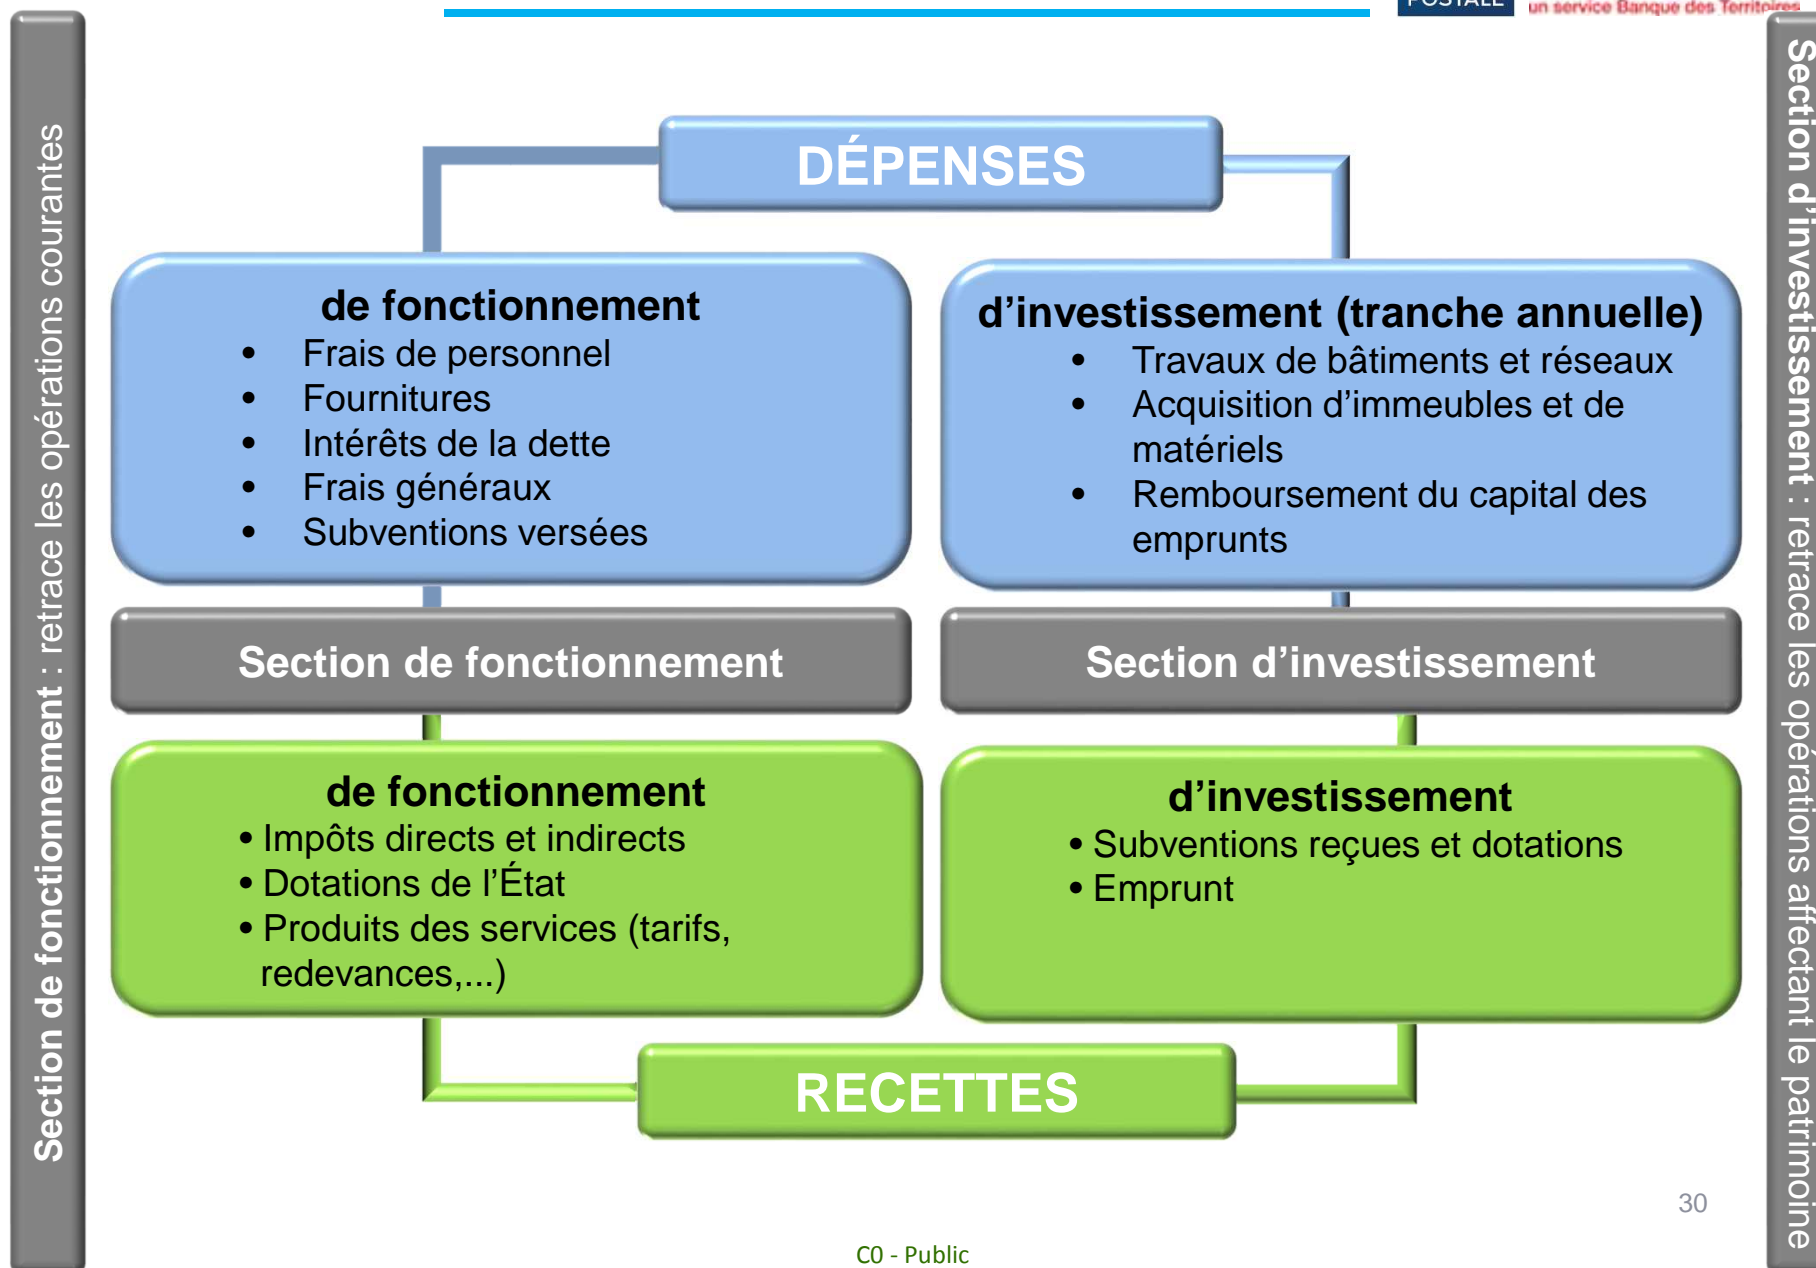 POSTALE
un service Banque des Territoires
Section de fonctionnement : retrace les opérations courantes
DÉPENSES
de fonctionnement
• Frais de personnel
• Fournitures
• Intérêts de la dette
• Frais généraux
• Subventions versées
d’investissement (tranche annuelle)
• Travaux de bâtiments et réseaux
• Acquisition d’immeubles et de
matériels
• Remboursement du capital des
emprunts
Section de fonctionnement
Section d’investissement
de fonctionnement
• Impôts directs et indirects
• Dotations de l’État
• Produits des services (tarifs,
redevances,...)
d’investissement
• Subventions reçues et dotations
• Emprunt
RECETTES
Section d’investissement : retrace les opérations affectant le patrimoine
30
C0 - Public